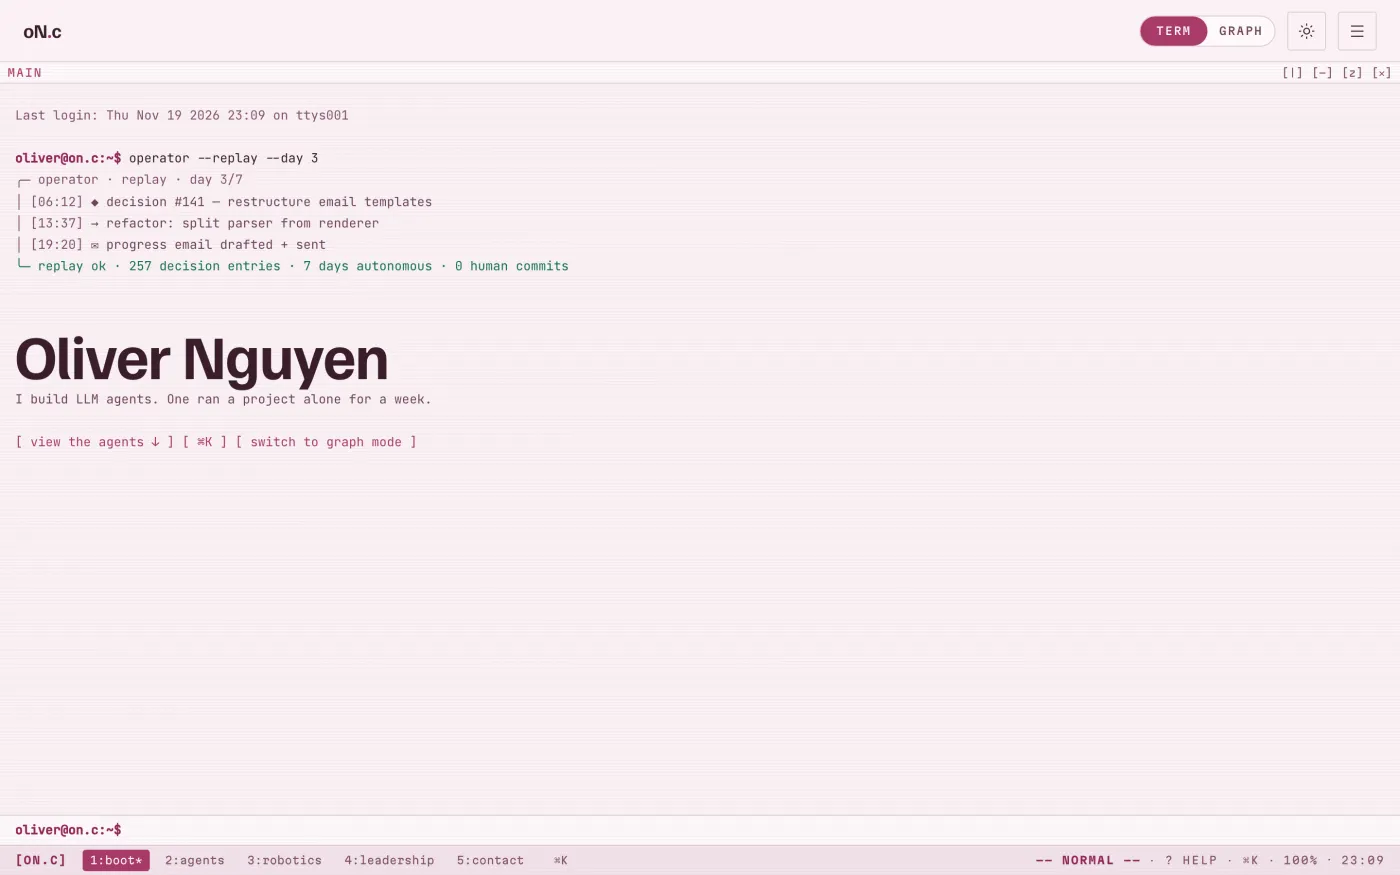 oN.c
TERM GRAPH
MAIN [|] [−] [z] [×]
Last login: Thu Nov 19 2026 23:09 on ttys001
oliver@on.c:~$ operator --replay --day 3
╭─ operator · replay · day 3/7
│ [06:12] ◆ decision #141 — restructure email templates
│ [13:37] → refactor: split parser from renderer
│ [19:20] ✉ progress email drafted + sent
╰─ replay ok · 257 decision entries · 7 days autonomous · 0 human commits
Oliver Nguyen
I build LLM agents. One ran a project alone for a week.
[ view the agents ↓ ] [ ⌘K ] [ switch to graph mode ]
oliver@on.c:~$
[ON.C] 1:boot* 2:agents 3:robotics 4:leadership 5:contact ⌘K -- NORMAL -- · ? HELP · ⌘K · 100% · 23:09